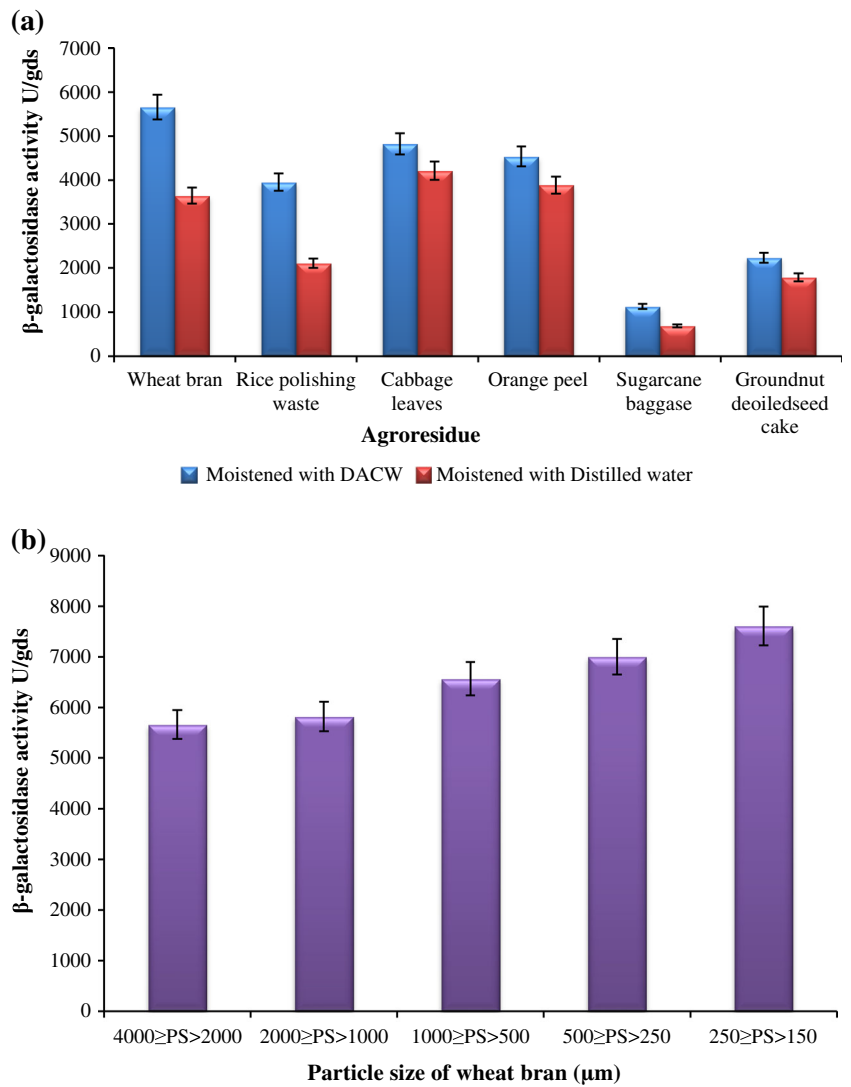 (a)
β-galactosidase activity U/gds
7000
6000
5000
4000
3000
2000
1000
0
Wheat bran
Rice polishing
waste
Cabbage
leaves
Orange peel
Sugarcane
baggase
Groundnut
deoiledseed
cake
Agroresidue
Moistened with DACW
Moistened with Distilled water
(b)
β-galactosidase activity U/gds
9000
8000
7000
6000
5000
4000
3000
2000
1000
0
4000≥PS>2000
2000≥PS>1000
1000≥PS>500
500≥PS>250
250≥PS>150
Particle size of wheat bran (μm)